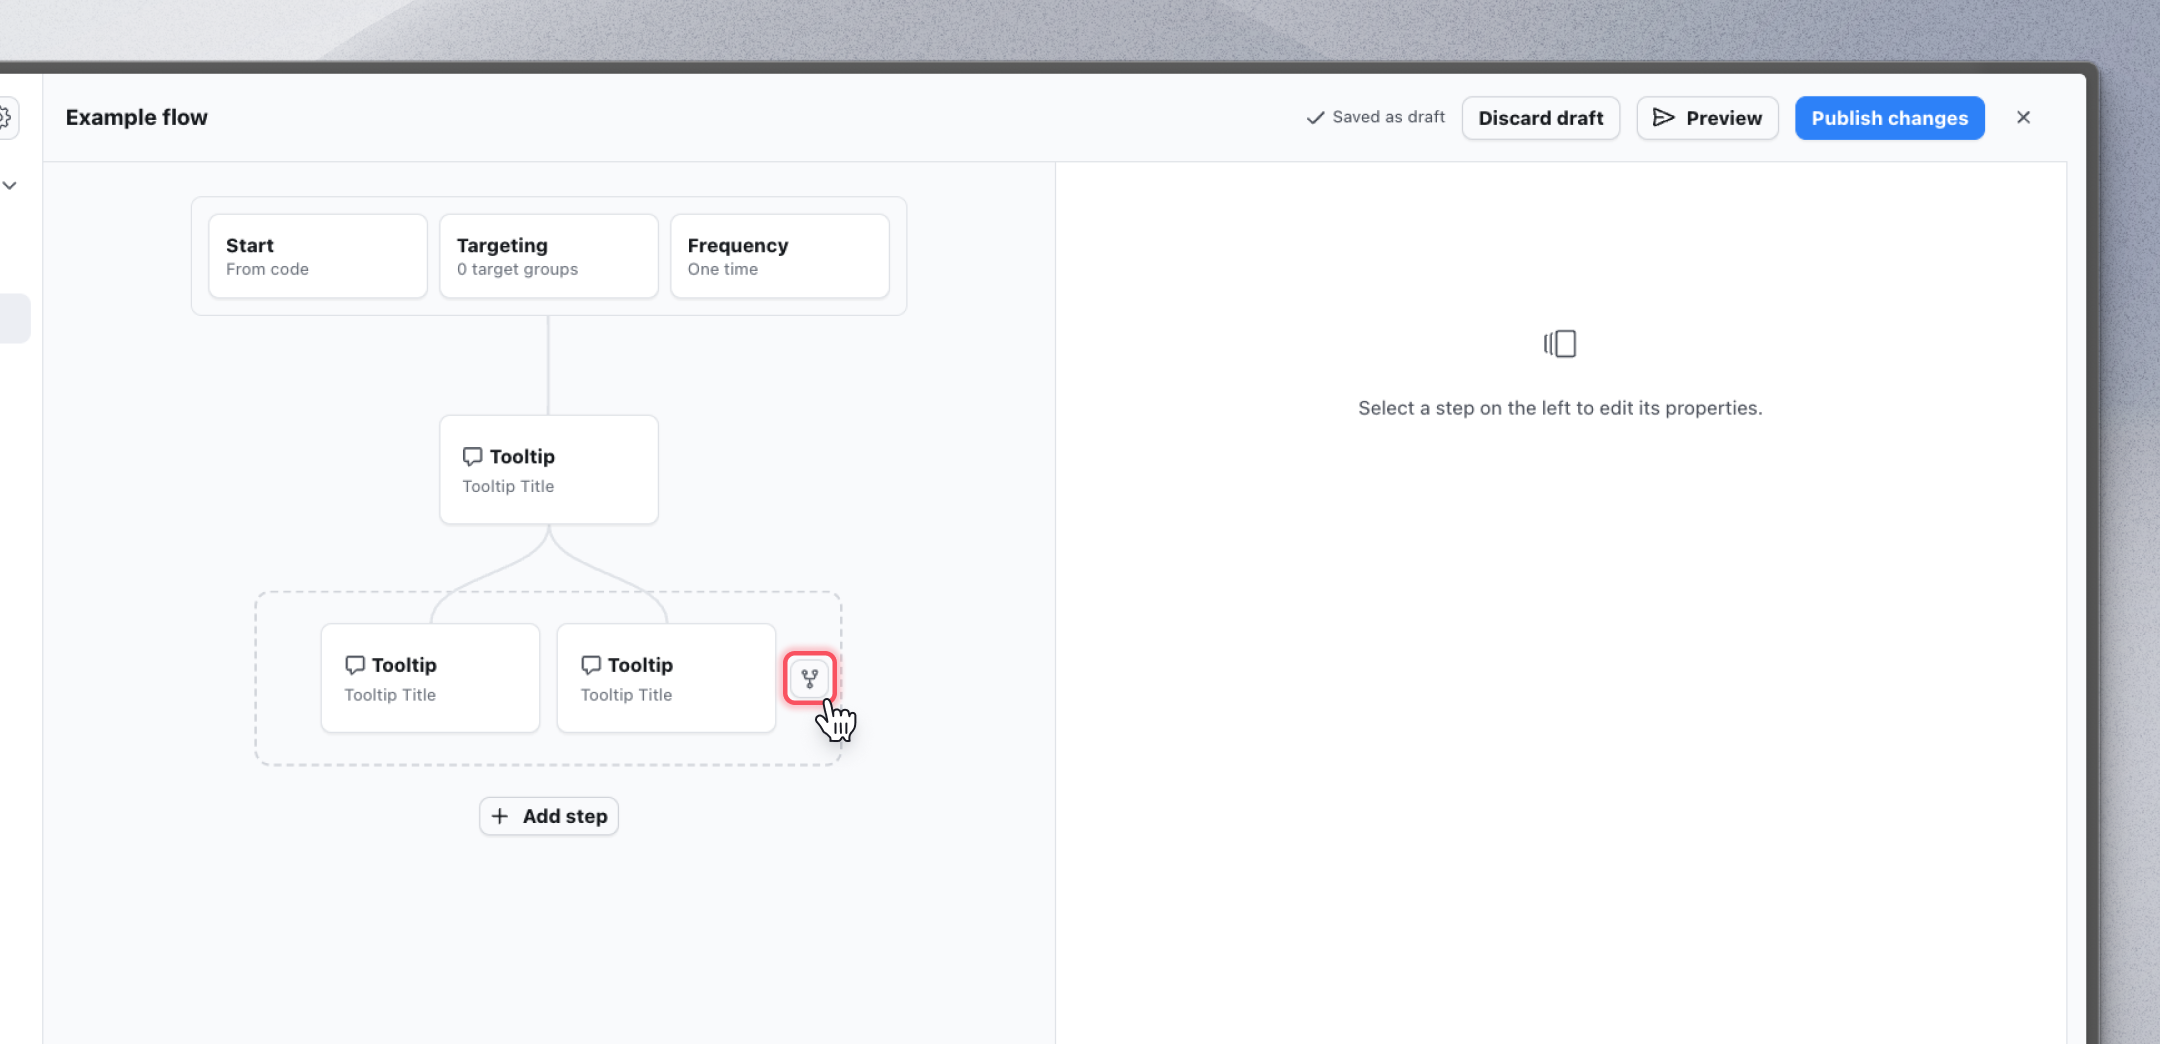 Example flow
Saved as draft
Discard draft
Preview
Publish changes
Start
From code
Targeting
0 target groups
Frequency
One time
Select a step on the left to edit its properties.
Tooltip
Tooltip Title
Tooltip
Tooltip Title
Tooltip
Tooltip Title
Add step